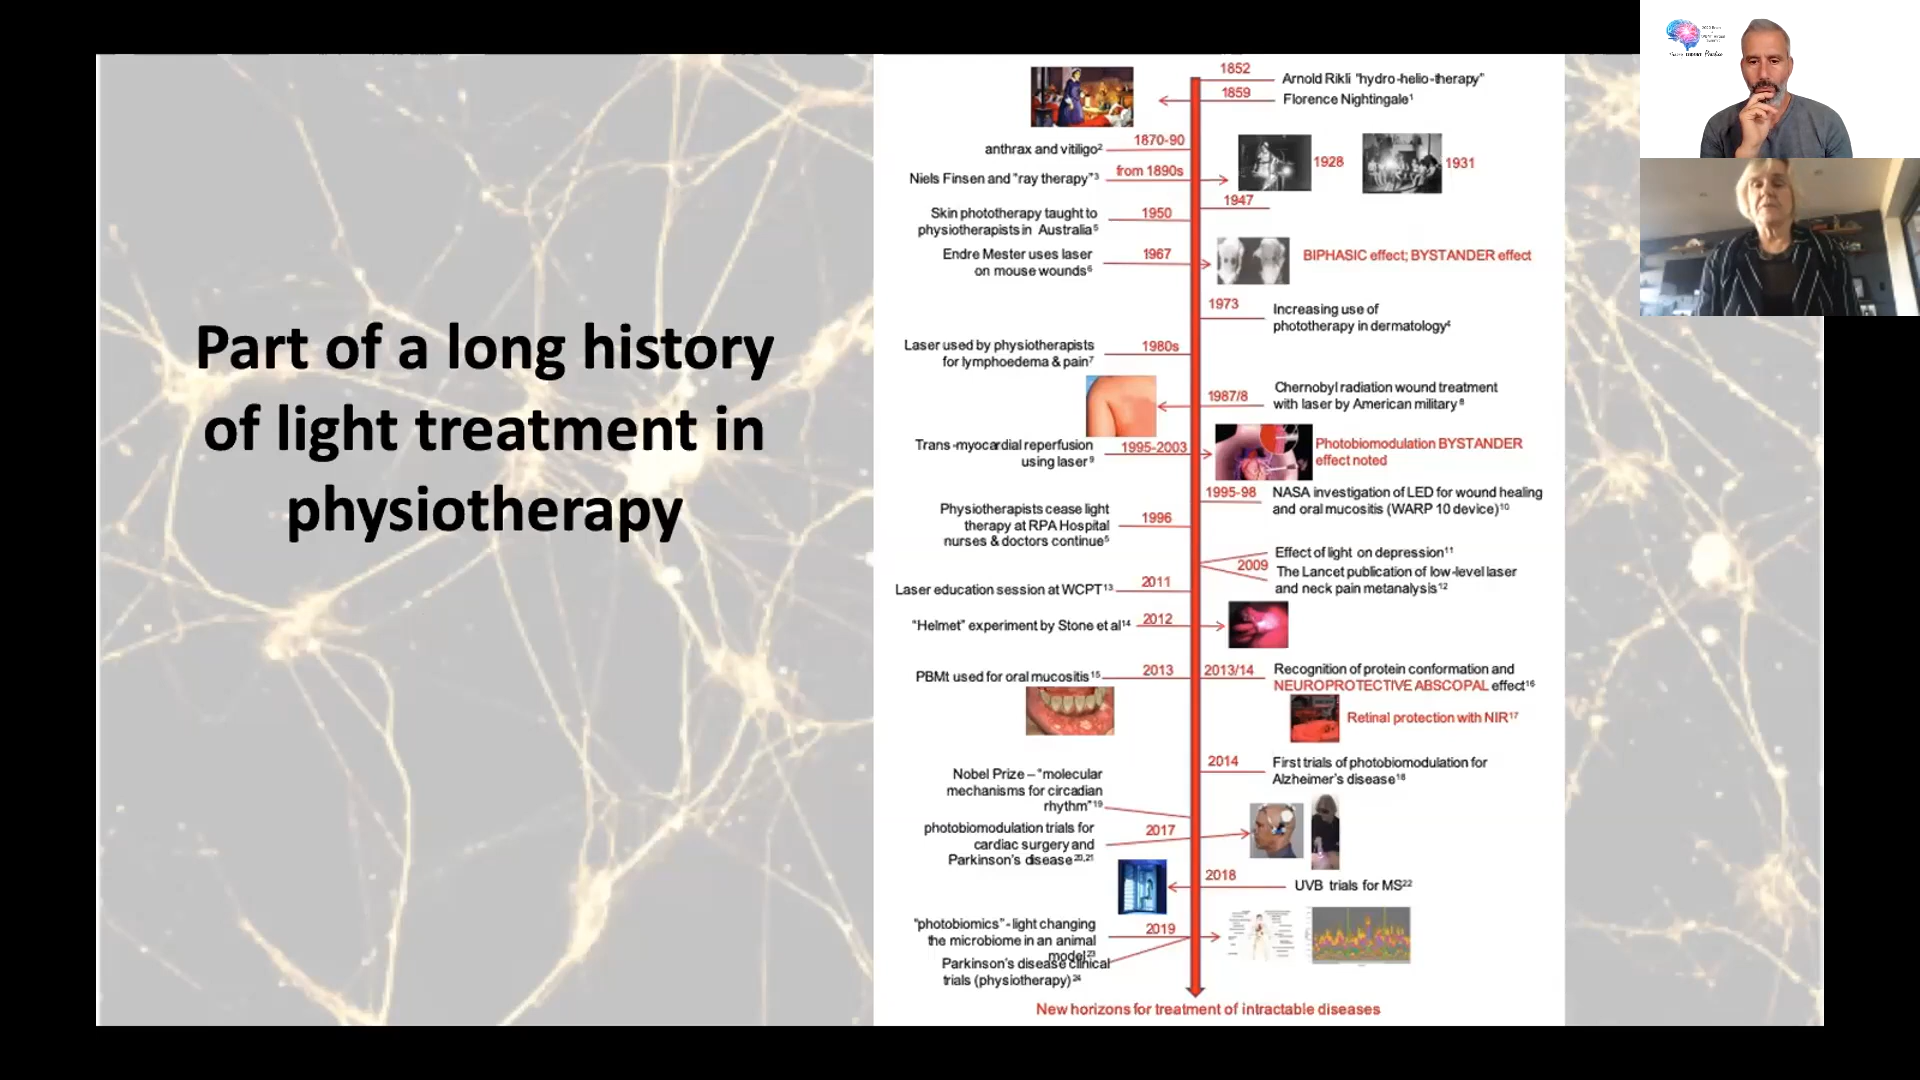 Part of a long history
of light treatment in
physiotherapy
1852
Arnold Rikli "hydro-helio-therapy"
1859
Florence Nightingale¹
1870-90
anthrax and vitiligo²
from 1890s
Niels Finsen and "ray therapy"³
1928
1931
1947
1950
Skin phototherapy taught to
physiotherapists in Australia⁵
1967
Endre Mester uses laser
on mouse wounds⁶
BIPHASIC effect; BYSTANDER effect
1973
Increasing use of
phototherapy in dermatology⁴
1980s
Laser used by physiotherapists
for lymphoedema & pain⁷
1987/8
Chernobyl radiation wound treatment
with laser by American military⁸
1995-2003
Trans-myocardial reperfusion
using laser⁹
Photobiomodulation BYSTANDER
effect noted
1995-98
NASA investigation of LED for wound healing
and oral mucositis (WARP 10 device)¹⁰
1996
Physiotherapists cease light
therapy at RPA Hospital
nurses & doctors continue⁵
2009
Effect of light on depression¹¹
The Lancet publication of low-level laser
and neck pain metanalysis¹²
2011
Laser education session at WCPT¹³
2012
"Helmet" experiment by Stone et al¹⁴
2013
PBMt used for oral mucositis¹⁵
2013/14
Recognition of protein conformation and
NEUROPROTECTIVE ABSCOPAL effect¹⁶
Retinal protection with NIR¹⁷
2014
First trials of photobiomodulation for
Alzheimer's disease¹⁸
Nobel Prize – "molecular
mechanisms for circadian
rhythm"¹⁹
2017
photobiomodulation trials for
cardiac surgery and
Parkinson's disease²⁰,²¹
2018
UVB trials for MS²²
2019
"photobiomics" - light changing
the microbiome in an animal
model²³
Parkinson's disease clinical
trials (physiotherapy)²⁴
New horizons for treatment of intractable diseases